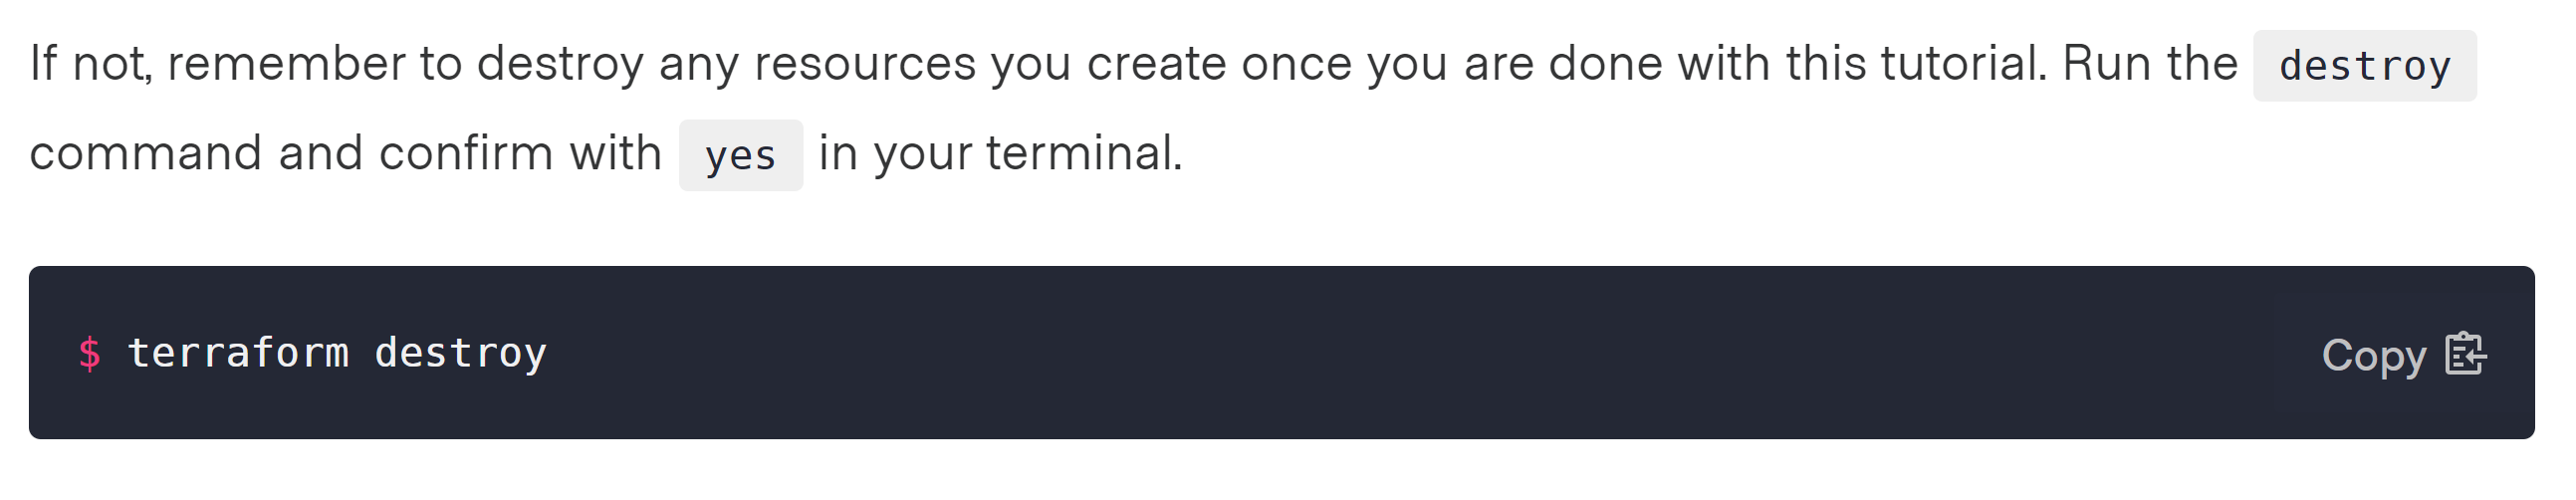 If not, remember to destroy any resources you create once you are done with this tutorial. Run the destroy
command and confirm with yes in your terminal.
$ terraform destroy
Copy